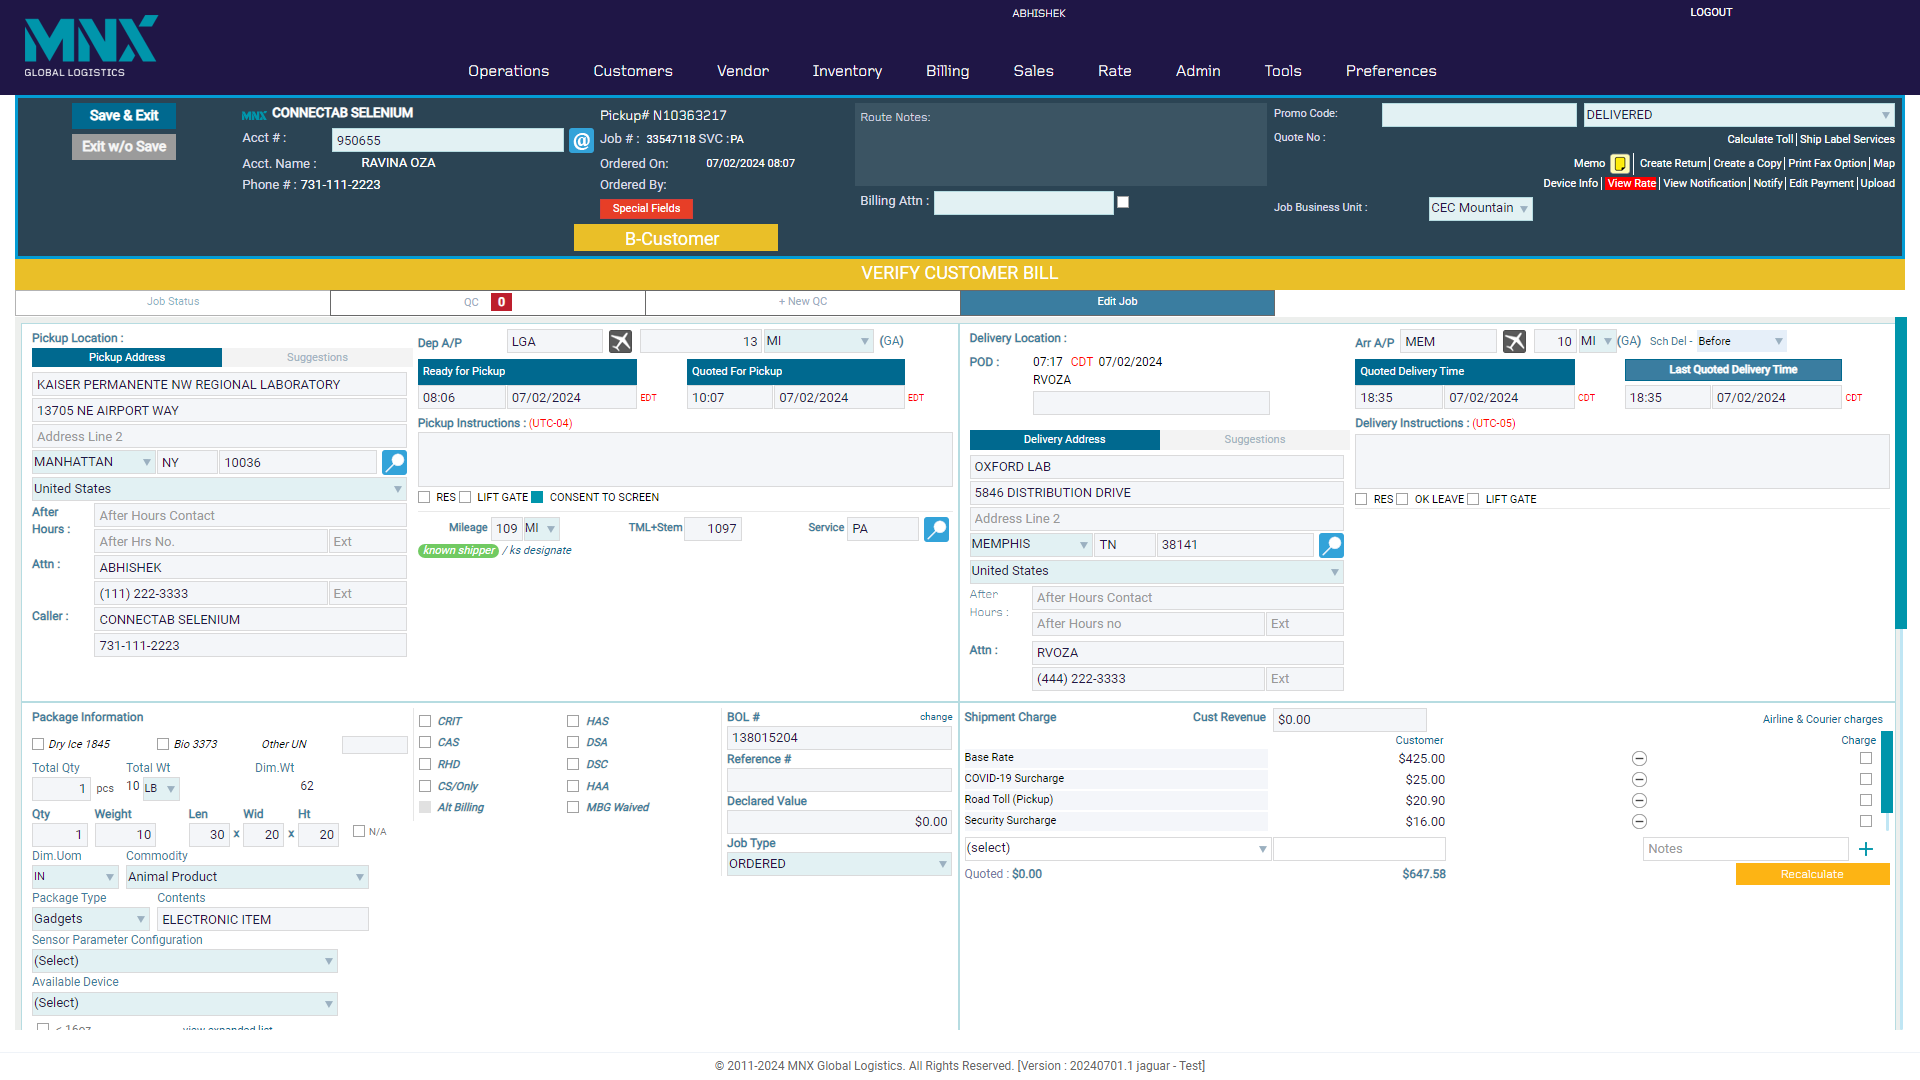 MNX
GLOBAL LOGISTICS
ABHISHEK
LOGOUT
Operations Customers Vendor Inventory Billing Sales Rate Admin Tools Preferences
Save & Exit
Exit w/o Save
MNX CONNECTAB SELENIUM
Acct # : 950655 @
Acct. Name : RAVINA OZA
Phone # : 731-111-2223
Pickup# N10363217
Job # : 33547118 SVC : PA
Ordered On: 07/02/2024 08:07
Ordered By:
Special Fields
B-Customer
Route Notes:
Billing Attn :
Promo Code: DELIVERED
Quote No :
Calculate Toll | Ship Label Services
Memo | Create Return | Create a Copy | Print Fax Option | Map
Device Info | View Rate | View Notification | Notify | Edit Payment | Upload
Job Business Unit : CEC Mountain
VERIFY CUSTOMER BILL
Job Status QC 0 + New QC Edit Job
Pickup Location :
Pickup Address Suggestions
KAISER PERMANENTE NW REGIONAL LABORATORY
13705 NE AIRPORT WAY
Address Line 2
MANHATTAN NY 10036
United States
After Hours : After Hours Contact
After Hrs No. Ext
Attn : ABHISHEK
(111) 222-3333 Ext
Caller : CONNECTAB SELENIUM
731-111-2223
Dep A/P LGA 13 MI (GA)
Ready for Pickup Quoted For Pickup
08:06 07/02/2024 EDT 10:07 07/02/2024 EDT
Pickup Instructions : (UTC-04)
RES LIFT GATE CONSENT TO SCREEN
Mileage 109 MI TML+Stem 1097 Service PA
known shipper / ks designate
Delivery Location :
POD : 07:17 CDT 07/02/2024
RVOZA
Delivery Address Suggestions
OXFORD LAB
5846 DISTRIBUTION DRIVE
Address Line 2
MEMPHIS TN 38141
United States
After Hours : After Hours Contact
After Hours no Ext
Attn : RVOZA
(444) 222-3333 Ext
Arr A/P MEM 10 MI (GA) Sch Del - Before
Quoted Delivery Time Last Quoted Delivery Time
18:35 07/02/2024 CDT 18:35 07/02/2024 CDT
Delivery Instructions : (UTC-05)
RES OK LEAVE LIFT GATE
Package Information
Dry Ice 1845 Bio 3373 Other UN
Total Qty Total Wt Dim.Wt
1 pcs 10 LB 62
Qty Weight Len Wid Ht
1 10 30 x 20 x 20 N/A
Dim.Uom Commodity
IN Animal Product
Package Type Contents
Gadgets ELECTRONIC ITEM
Sensor Parameter Configuration
(Select)
Available Device
(Select)
< 16oz view expanded list
CRIT HAS
CAS DSA
RHD DSC
CS/Only HAA
Alt Billing MBG Waived
BOL # change
138015204
Reference #
Declared Value
$0.00
Job Type
ORDERED
Shipment Charge Cust Revenue $0.00 Airline & Courier charges
Customer Charge
Base Rate $425.00
COVID-19 Surcharge $25.00
Road Toll (Pickup) $20.90
Security Surcharge $16.00
(select) Notes +
Quoted : $0.00 $647.58 Recalculate
© 2011-2024 MNX Global Logistics. All Rights Reserved. [Version : 20240701.1 jaguar - Test]